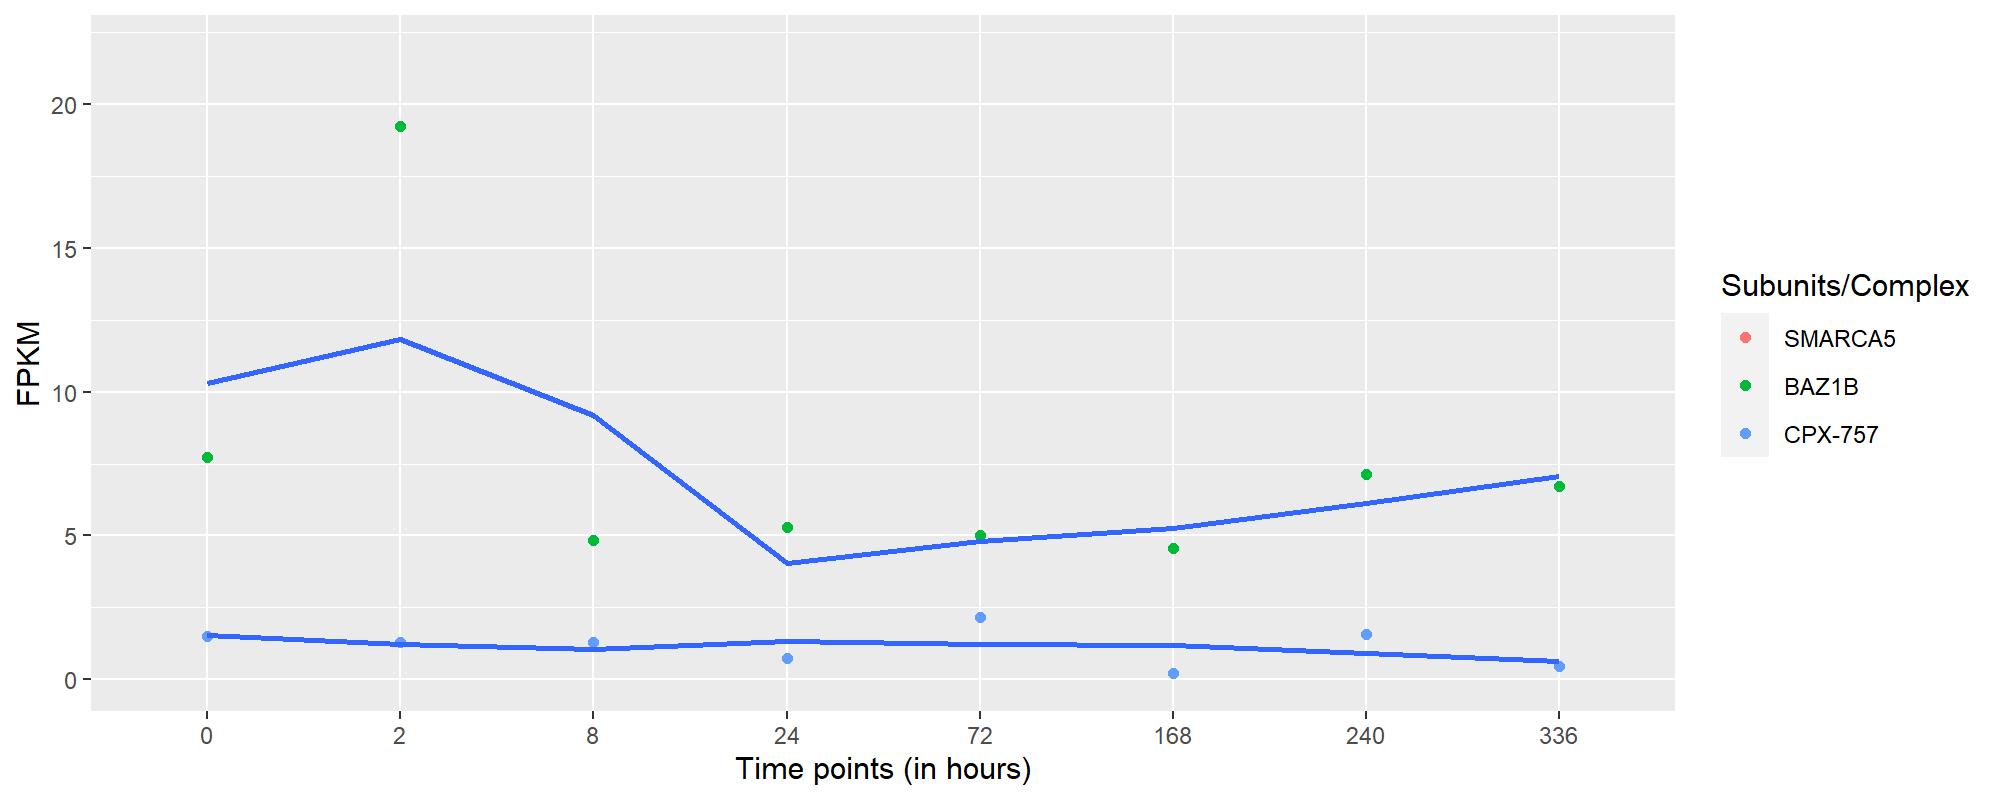 20
15
10
5
0
FPKM
0 2 8 24 72 168 240 336
Time points (in hours)
Subunits/Complex
SMARCA5
BAZ1B
CPX-757